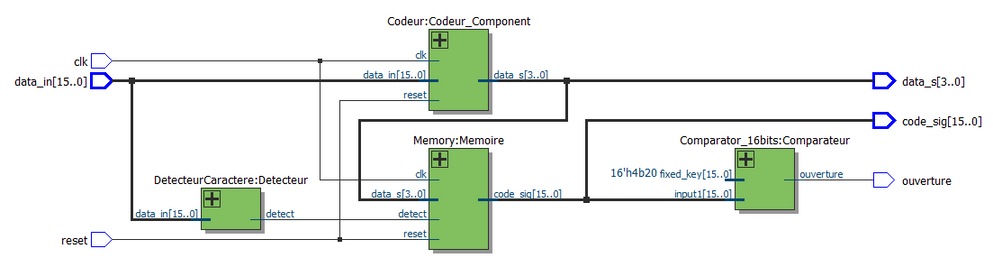 Codeur:Codeur_Component
clk
clk
data_in[15..0]
data_in[15..0]
data_s[3..0]
data_s[3..0]
reset
code_sig[15..0]
Memory:Memoire
Comparator_16bits:Comparateur
clk
16'h4b20
fixed_key[15..0]
ouverture
ouverture
DetecteurCaractere:Detecteur
data_s[3..0]
code_sig[15..0]
input1[15..0]
data_in[15..0]
detect
detect
reset
reset